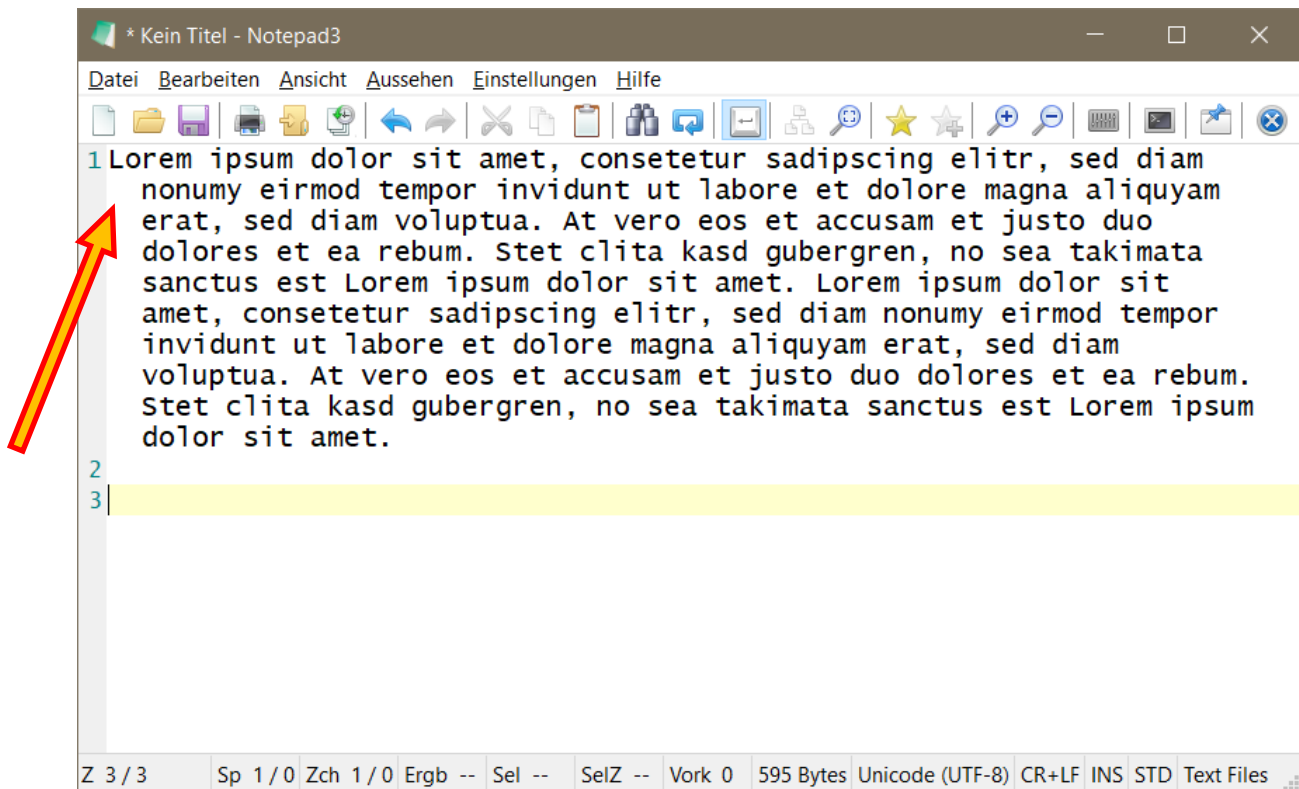 * Kein Titel - Notepad3
Datei Bearbeiten Ansicht Aussehen Einstellungen Hilfe
1 Lorem ipsum dolor sit amet, consetetur sadipscing elitr, sed diam
nonumy eirmod tempor invidunt ut labore et dolore magna aliquyam
erat, sed diam voluptua. At vero eos et accusam et justo duo
dolores et ea rebum. Stet clita kasd gubergren, no sea takimata
sanctus est Lorem ipsum dolor sit amet. Lorem ipsum dolor sit
amet, consetetur sadipscing elitr, sed diam nonumy eirmod tempor
invidunt ut labore et dolore magna aliquyam erat, sed diam
voluptua. At vero eos et accusam et justo duo dolores et ea rebum.
Stet clita kasd gubergren, no sea takimata sanctus est Lorem ipsum
dolor sit amet.
2
3
Z 3 / 3 Sp 1 / 0 Zch 1 / 0 Ergb -- Sel -- SelZ -- Vork 0 595 Bytes Unicode (UTF-8) CR+LF INS STD Text Files